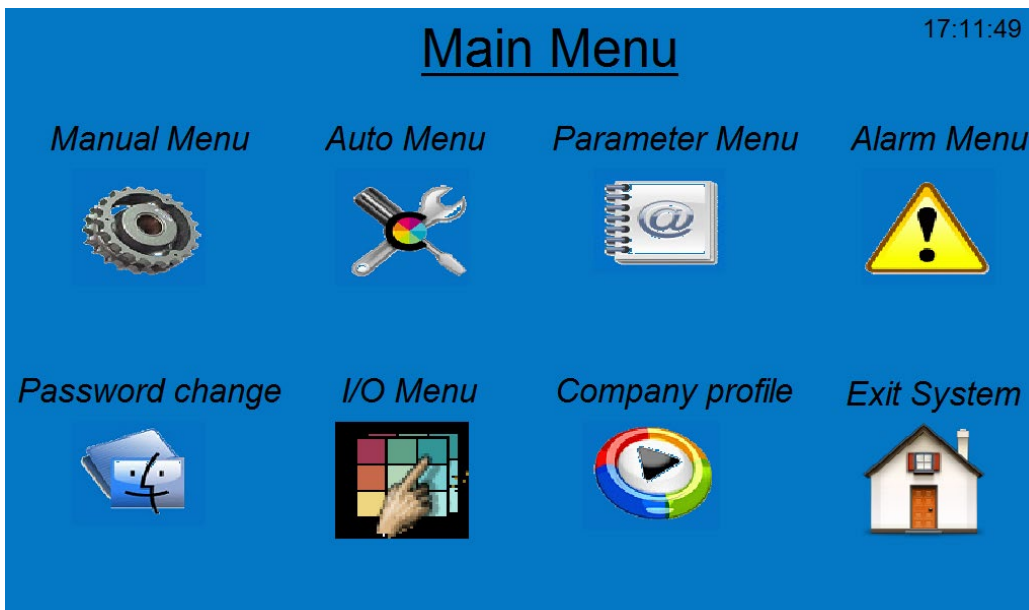 17:11:49
Main Menu
Manual Menu Auto Menu Parameter Menu Alarm Menu
@
Password change I/O Menu Company profile Exit System